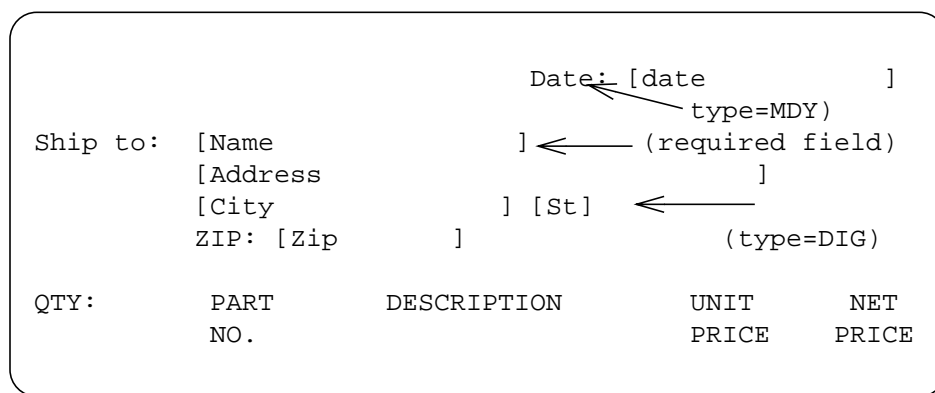 Date: [date ]
type=MDY)
Ship to: [Name ] (required field)
[Address ]
[City ] [St]
ZIP: [Zip ] (type=DIG)
QTY: PART DESCRIPTION UNIT NET
NO. PRICE PRICE